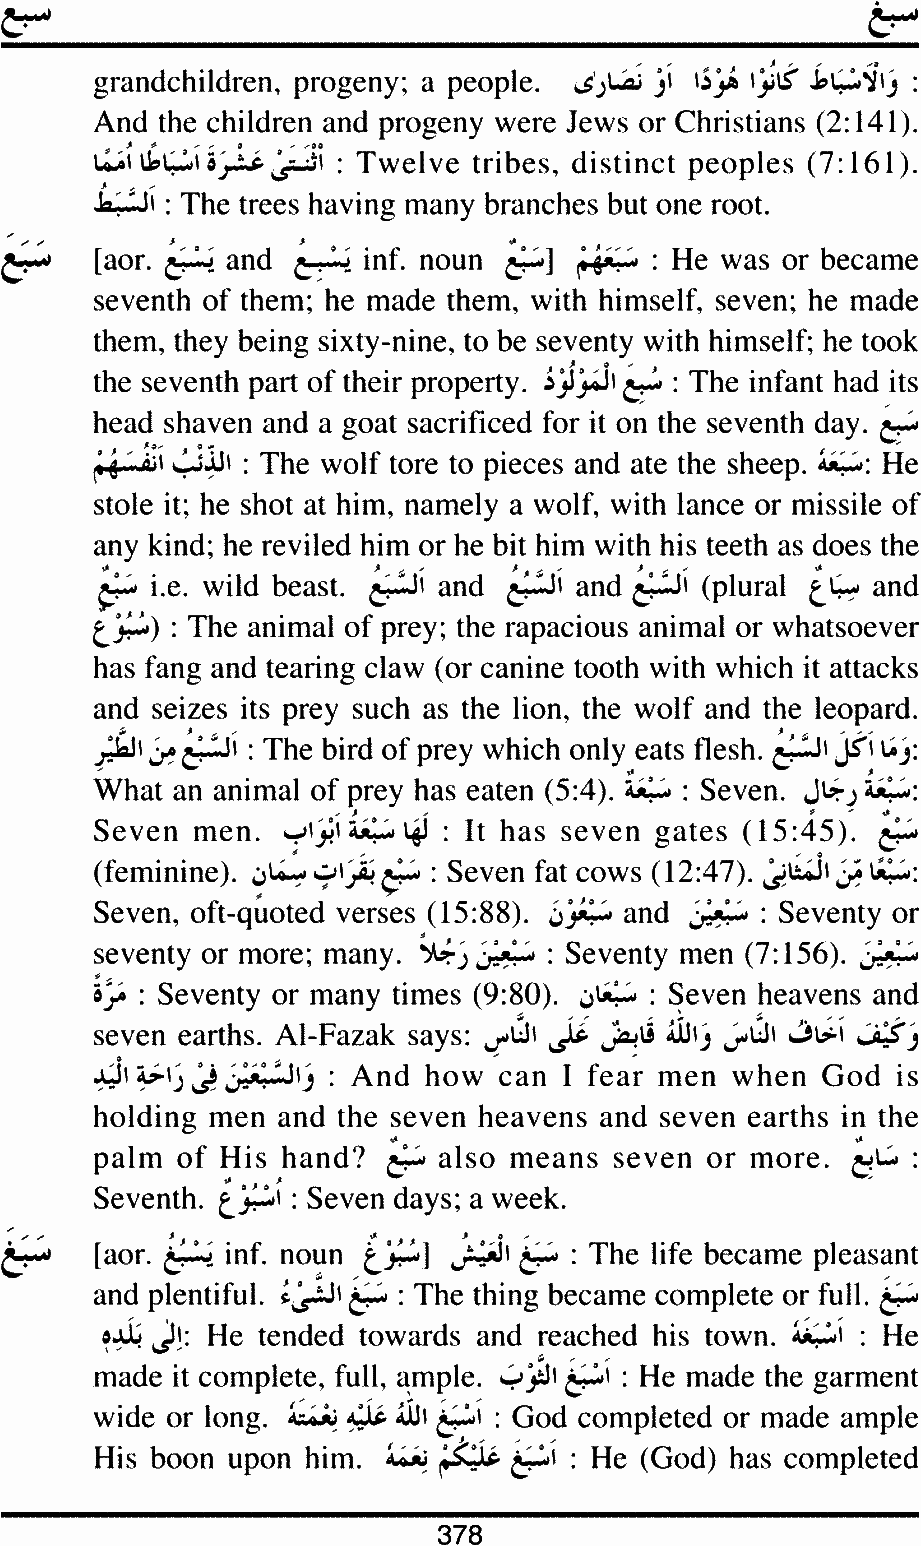 سبع سبغ
grandchildren, progeny; a people. وَالْاَسْبَاطَ كَانُوْا هُوْدًا اَوْ نَصَارٰى :
And the children and progeny were Jews or Christians (2:141).
اثْنَتَىْ عَشْرَةَ اَسْبَاطًا اُمَمًا : Twelve tribes, distinct peoples (7:161).
اَلسَّبَطُ : The trees having many branches but one root.
سَبَعَ [aor. يَسْبَعُ and يَسْبِعُ inf. noun سَبْعٌ] سَبَعَهُمْ : He was or became
seventh of them; he made them, with himself, seven; he made
them, they being sixty-nine, to be seventy with himself; he took
the seventh part of their property. سُبِعَ الْمَوْلُوْدُ : The infant had its
head shaven and a goat sacrificed for it on the seventh day. سَبَعَ
الذِّئْبُ اَنْفُسَهُمْ : The wolf tore to pieces and ate the sheep. سَبَعَهُ: He
stole it; he shot at him, namely a wolf, with lance or missile of
any kind; he reviled him or he bit him with his teeth as does the
سَبْعٌ i.e. wild beast. اَلسَّبَعُ and اَلسَّبُعُ and اَلسَّبْعُ (plural سِبَاعٌ and
سُبُوْعٌ) : The animal of prey; the rapacious animal or whatsoever
has fang and tearing claw (or canine tooth with which it attacks
and seizes its prey such as the lion, the wolf and the leopard.
اَلسَّبْعُ مِنَ الطَّيْرِ : The bird of prey which only eats flesh. وَمَا اَكَلَ السَّبُعُ:
What an animal of prey has eaten (5:4). سَبْعَةٌ : Seven. سَبْعَةُ رِجَالٍ:
Seven men. لَهَا سَبْعَةُ اَبْوَابٍ : It has seven gates (15:45). سَبْعٌ
(feminine). سَبْعِ بَقَرَاتٍ سِمَانٍ : Seven fat cows (12:47). سَبْعًا مِّنَ الْمَثَانِىْ:
Seven, oft-quoted verses (15:88). سَبْعُوْنَ and سَبْعِيْنَ : Seventy or
seventy or more; many. سَبْعِيْنَ رَجُلاً : Seventy men (7:156). سَبْعِيْنَ
مَرَّةً : Seventy or many times (9:80). سَبْعَانِ : Seven heavens and
seven earths. Al-Fazak says: وَكَيْفَ اَخَافُ النَّاسَ وَاللّٰهُ قَابِضٌ عَلَى النَّاسِ
وَالسَّبْعَيْنِ فِىْ رَاحَةِ الْيَدِ : And how can I fear men when God is
holding men and the seven heavens and seven earths in the
palm of His hand? سَبْعٌ also means seven or more. سَابِعٌ :
Seventh. اُسْبُوْعٌ : Seven days; a week.
سَبَغَ [aor. يَسْبُغُ inf. noun سُبُوْغٌ] سَبَغَ الْعَيْشُ : The life became pleasant
and plentiful. سَبَغَ الشَّىْءُ : The thing became complete or full. سَبَغَ
اِلٰى بَلَدِهِ: He tended towards and reached his town. اَسْبَغَهُ : He
made it complete, full, ample. اَسْبَغَ الثَّوْبَ : He made the garment
wide or long. اَسْبَغَ اللّٰهُ عَلَيْهِ نِعْمَتَهُ : God completed or made ample
His boon upon him. اَسْبَغَ عَلَيْكُمْ نِعَمَهُ : He (God) has completed
378